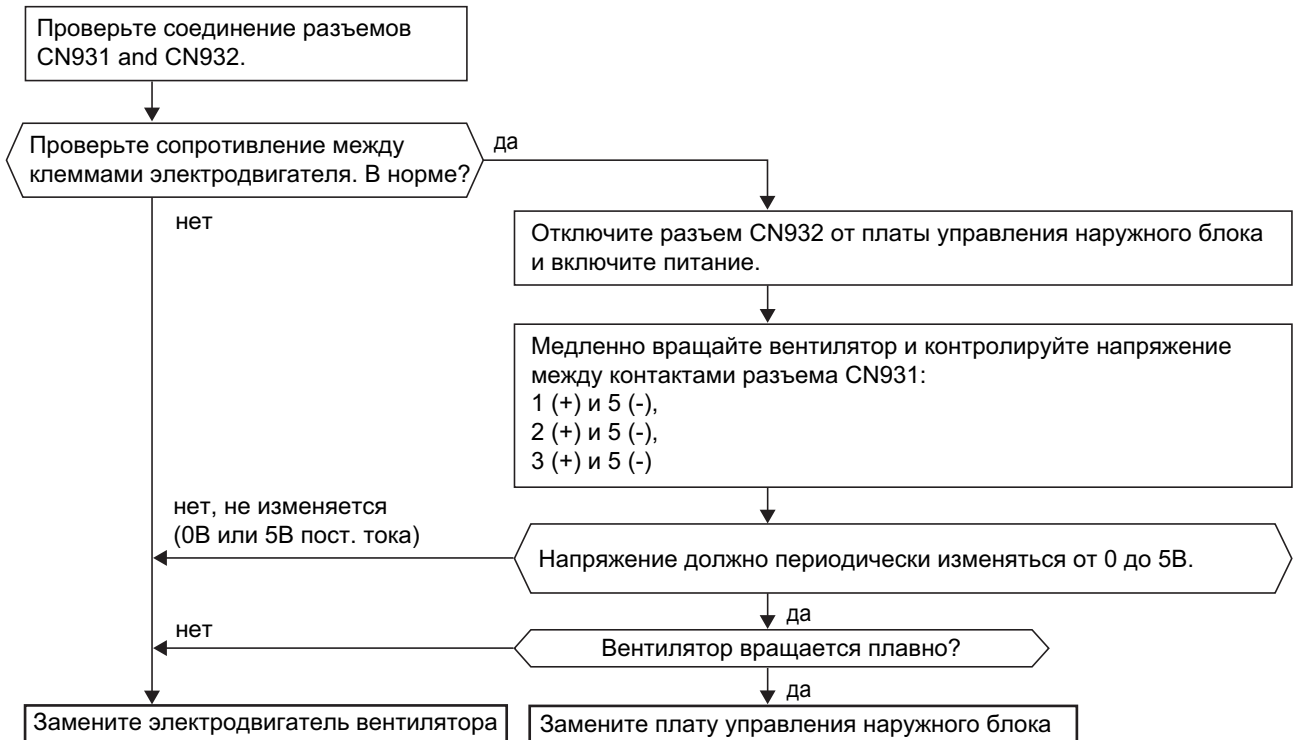 Проверьте соединение разъемов
CN931 and CN932.
Проверьте сопротивление между
клеммами электродвигателя. В норме?
да
нет
Отключите разъем CN932 от платы управления наружного блока
и включите питание.
Медленно вращайте вентилятор и контролируйте напряжение
между контактами разъема CN931:
1 (+) и 5 (-),
2 (+) и 5 (-),
3 (+) и 5 (-)
нет, не изменяется
(0В или 5В пост. тока)
Напряжение должно периодически изменяться от 0 до 5В.
да
нет
Вентилятор вращается плавно?
да
Замените электродвигатель вентилятора
Замените плату управления наружного блока